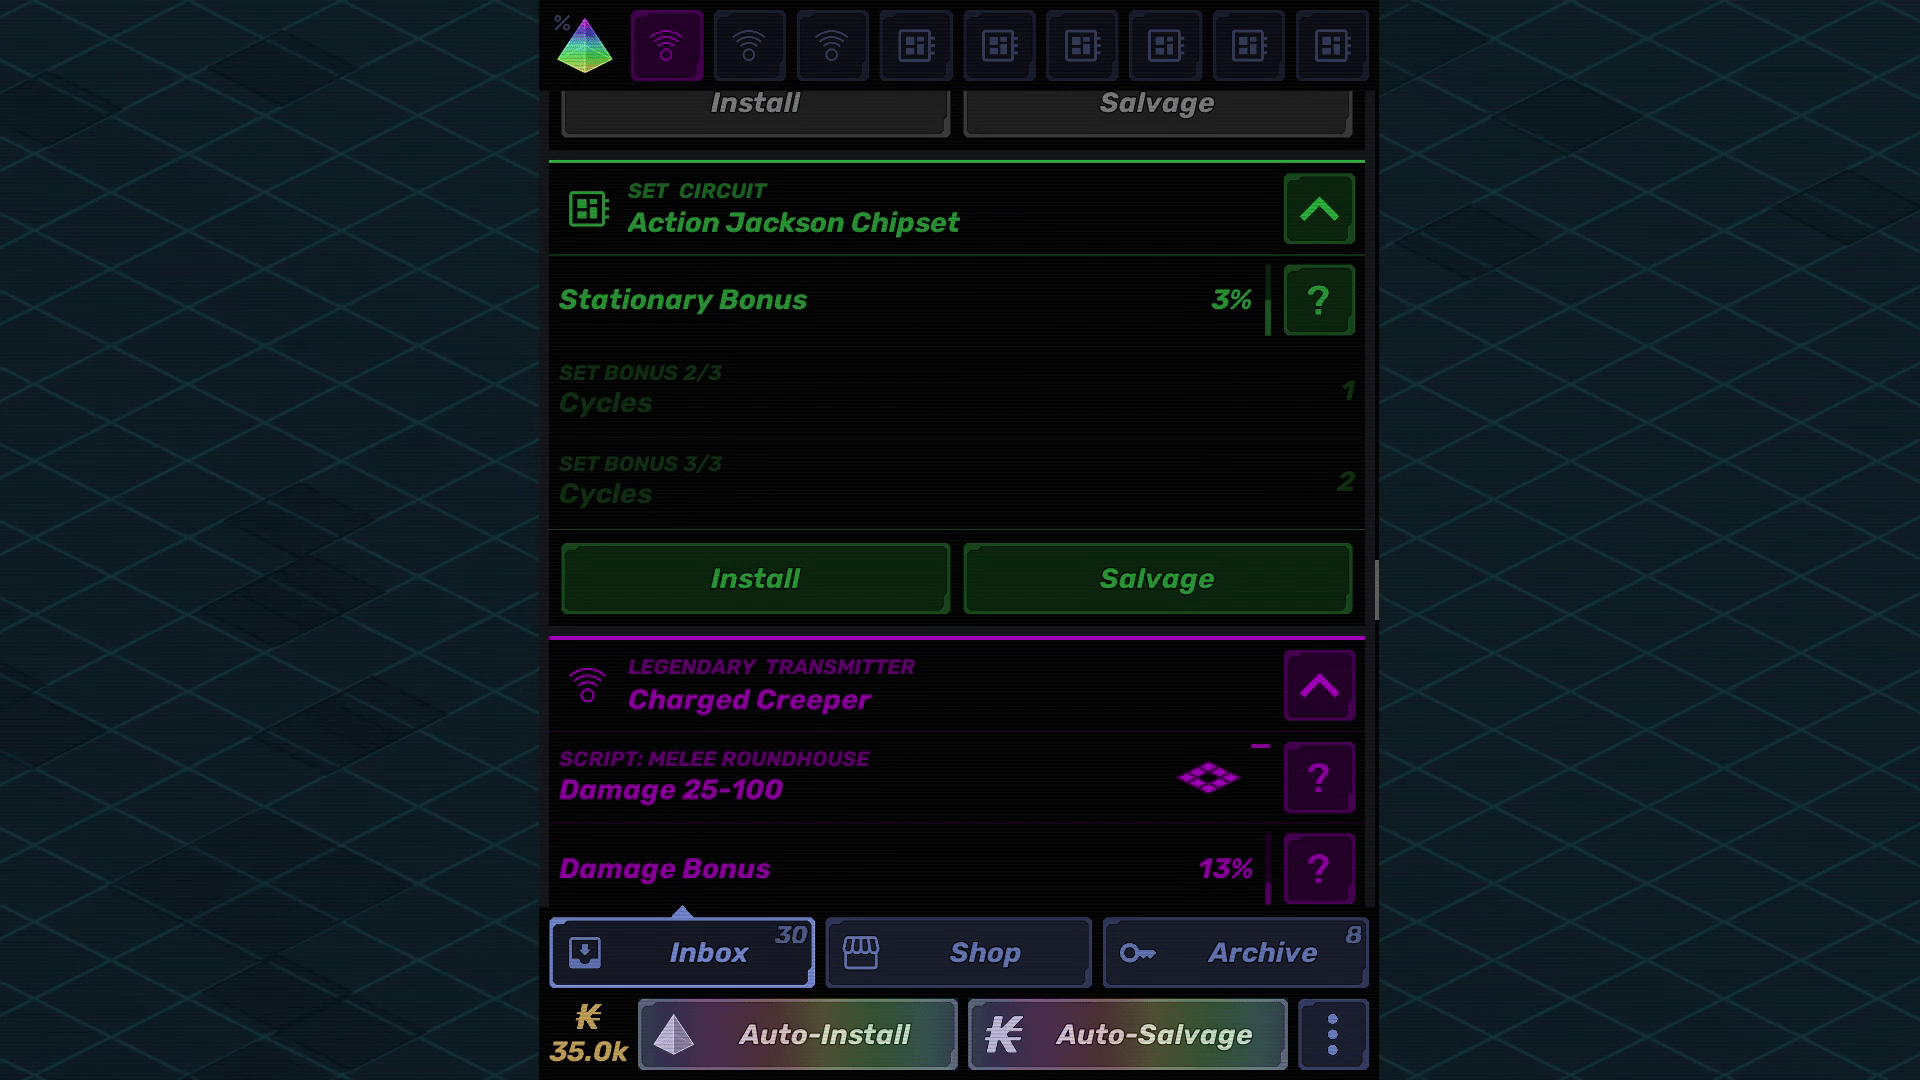 %
Install
Salvage
SET CIRCUIT
Action Jackson Chipset
Stationary Bonus
3%
?
SET BONUS 2/3
Cycles
1
SET BONUS 3/3
Cycles
2
Install
Salvage
LEGENDARY TRANSMITTER
Charged Creeper
SCRIPT: MELEE ROUNDHOUSE
Damage 25-100
?
Damage Bonus
13%
?
Inbox
30
Shop
Archive
8
₭
35.0k
Auto-Install
₭
Auto-Salvage